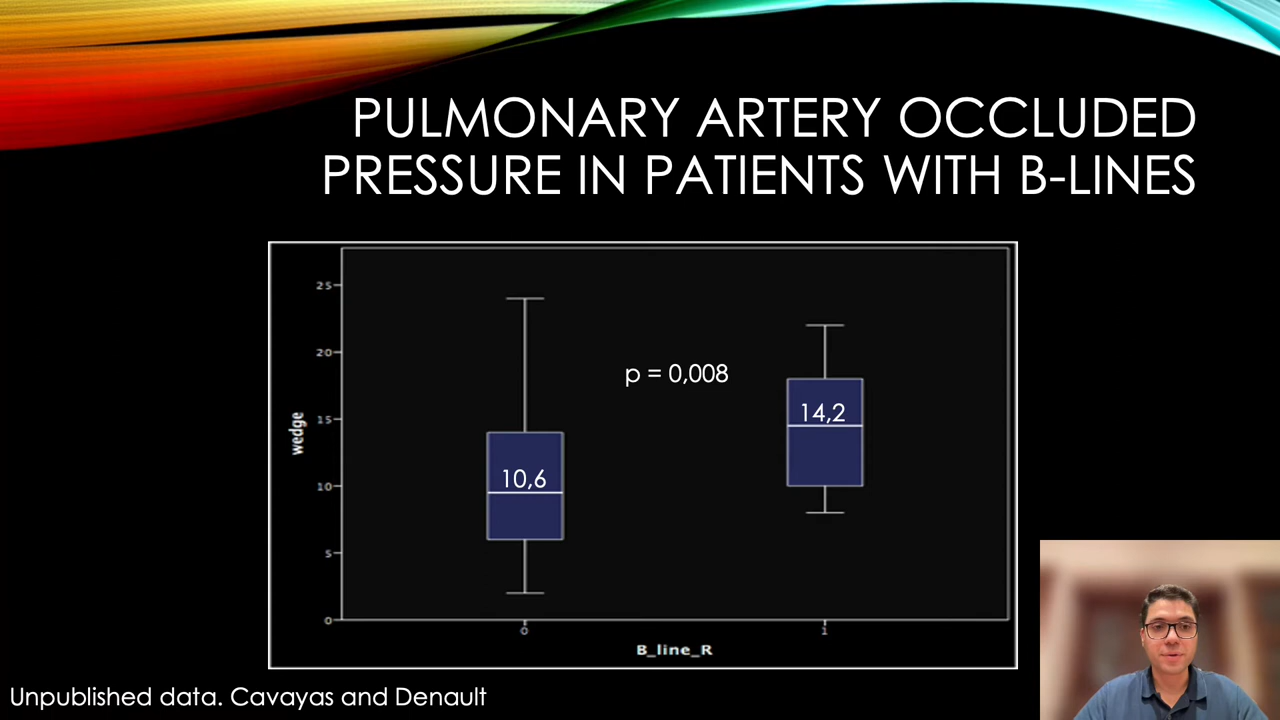 PULMONARY ARTERY OCCLUDED
PRESSURE IN PATIENTS WITH B-LINES
25
20
15
10
5
0
wedge
p = 0,008
10,6
14,2
0
1
B_line_R
Unpublished data. Cavayas and Denault